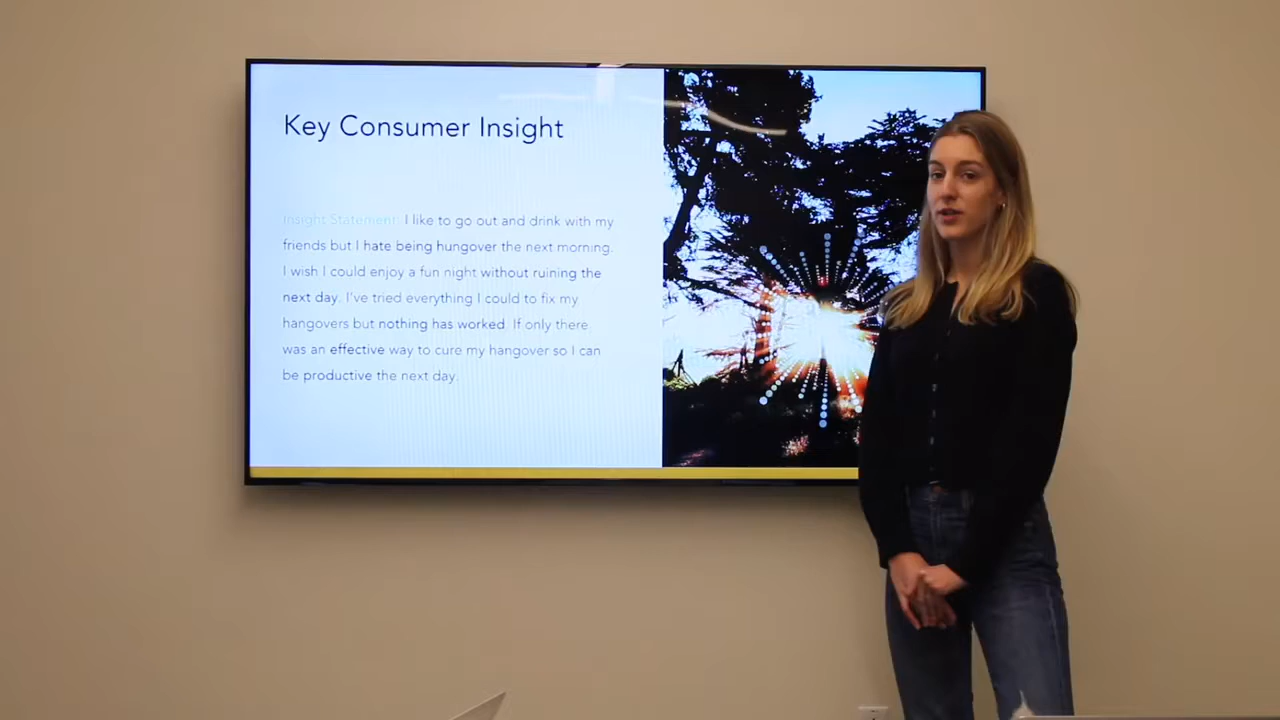 Key Consumer Insight
Insight Statement: I like to go out and drink with my
friends but I hate being hungover the next morning.
I wish I could enjoy a fun night without ruining the
next day. I've tried everything I could to fix my
hangovers but nothing has worked. If only there
was an effective way to cure my hangover so I can
be productive the next day.